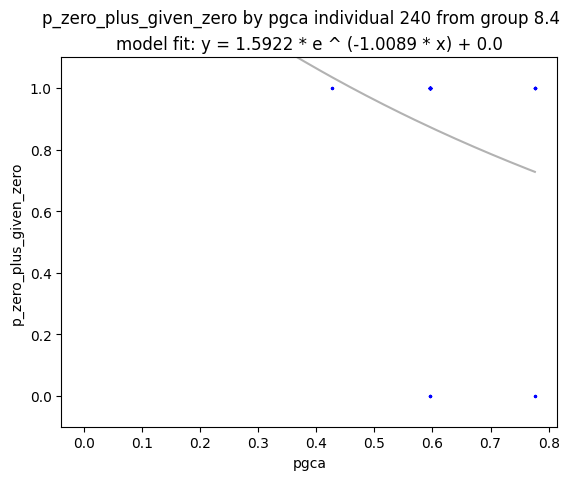 p_zero_plus_given_zero by pgca individual 240 from group 8.4
model fit: y = 1.5922 * e ^ (-1.0089 * x) + 0.0
1.0
0.8
0.6
0.4
0.2
0.0
p_zero_plus_given_zero
0.0 0.1 0.2 0.3 0.4 0.5 0.6 0.7 0.8
pgca